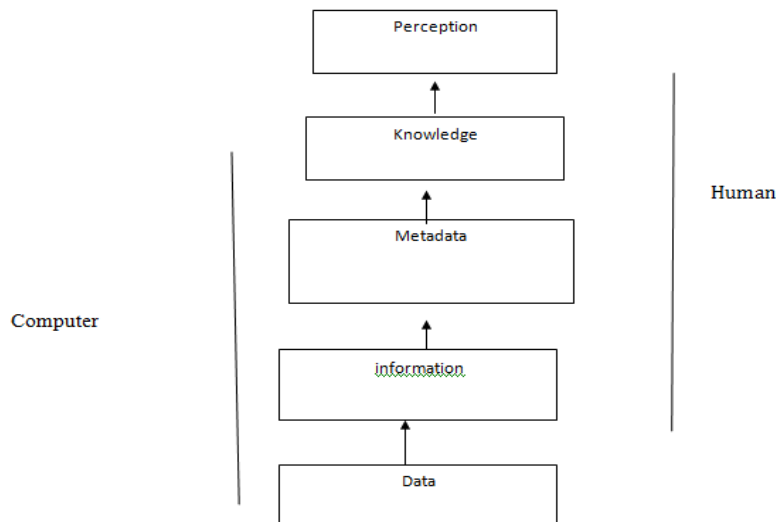 Perception
Knowledge
Human
Metadata
Computer
information
Data